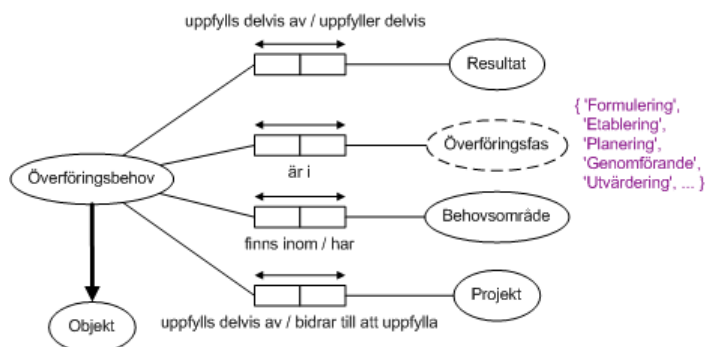 uppfylls delvis av / uppfyller delvis
Resultat
{ 'Formulering',
'Etablering',
'Planering',
'Genomförande',
'Utvärdering', ... }
Överföringsfas
är i
Överföringsbehov
Behovsområde
finns inom / har
Projekt
uppfylls delvis av / bidrar till att uppfylla
Objekt